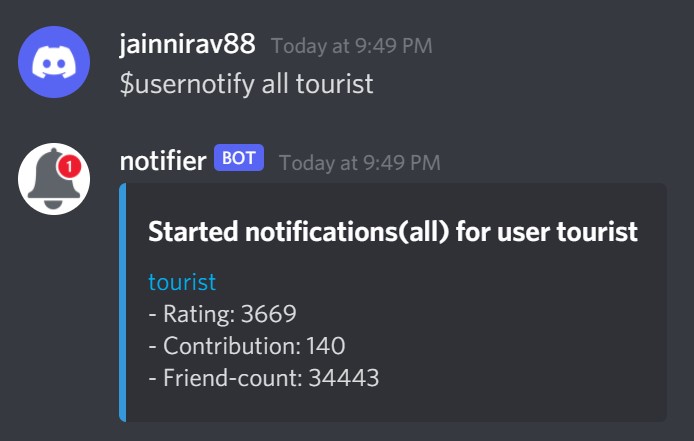 jainnirav88 Today at 9:49 PM
$usernotify all tourist
1
notifier BOT Today at 9:49 PM
Started notifications(all) for user tourist
tourist
- Rating: 3669
- Contribution: 140
- Friend-count: 34443